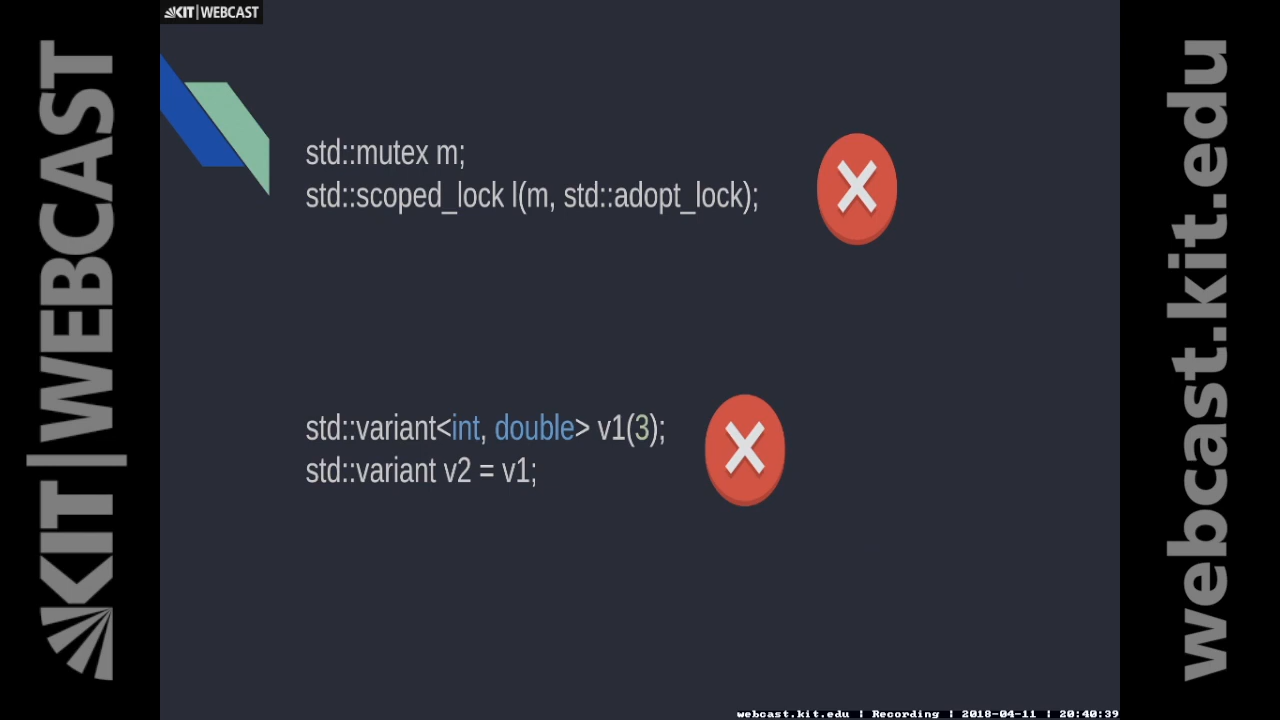 KIT|WEBCAST
std::mutex m;
std::scoped_lock l(m, std::adopt_lock);
std::variant<int, double> v1(3);
std::variant v2 = v1;
KIT|WEBCAST
webcast.kit.edu
webcast.kit.edu | Recording | 2018-04-11 | 20:40:39